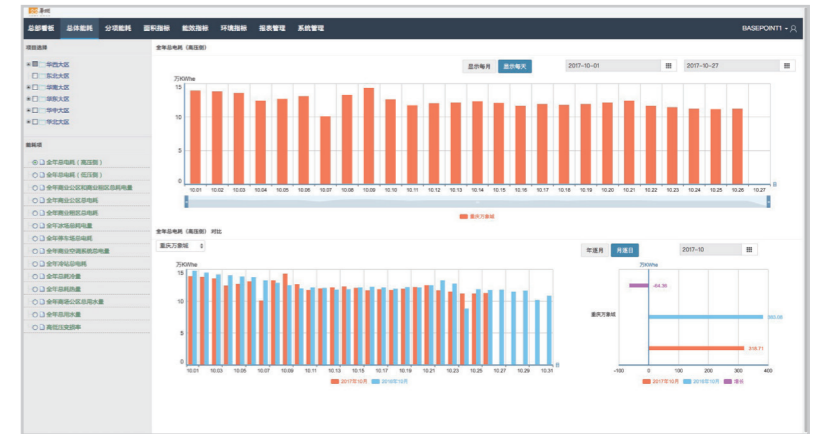 总部看板 总体能耗 分项能耗 面积指标 能效指标 环境指标 报表管理 系统管理 BASEPOINT1
项目选择
华西大区
东北大区
华南大区
华东大区
华中大区
华北大区
能耗项
全年总电耗（高压侧）
全年总电耗（低压侧）
全年商业公区和商业租区总耗电量
全年商业公区总电耗
全年商业租区总电耗
全年冰场总耗电量
全年停车场总电耗
全年商业空调系统总电量
全年冷站总电耗
全年总耗冷量
全年总耗热量
全年商场公区总用水量
全年总用水量
高低压变损率
全年总电耗（高压侧）
显示每月 显示每天 2017-10-01 2017-10-27
万KWhe
15
10
5
0
10.01 10.02 10.03 10.04 10.05 10.06 10.07 10.08 10.09 10.10 10.11 10.12 10.13 10.14 10.15 10.16 10.17 10.18 10.19 10.20 10.21 10.22 10.23 10.24 10.25 10.26 10.27 日
重庆万象城
全年总电耗（高压侧） 对比
重庆万象城
年逐月 月逐日 2017-10
万KWhe
15
10
5
0
10.01 10.03 10.05 10.07 10.09 10.11 10.13 10.15 10.17 10.19 10.21 10.23 10.25 10.27 10.29 10.31 日
2017年10月 2016年10月
万KWhe
重庆万象城
-64.36
318.71
-100 0 100 200 300 400
2017年10月 2016年10月 增长